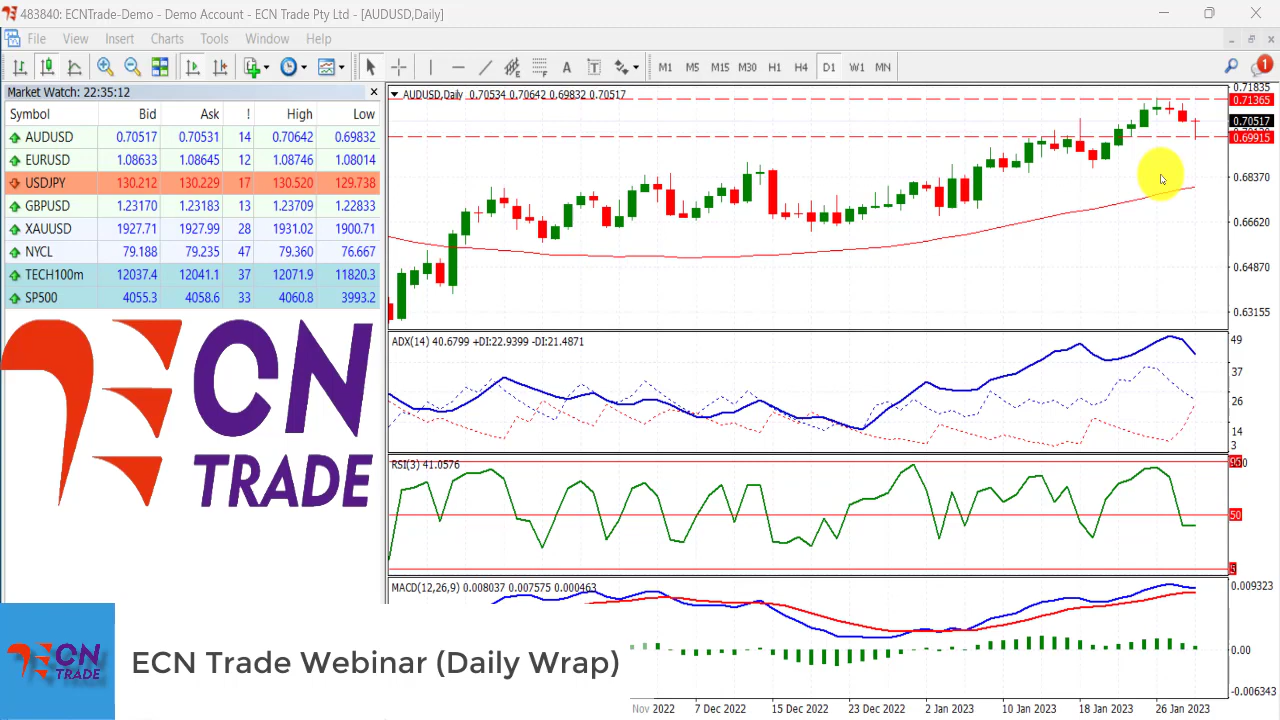 483840: ECNTrade-Demo - Demo Account - ECN Trade Pty Ltd - [AUDUSD,Daily]
File View Insert Charts Tools Window Help
A T M1 M5 M15 M30 H1 H4 D1 W1 MN 1
Market Watch: 22:35:12
Symbol Bid Ask ! High Low
AUDUSD 0.70517 0.70531 14 0.70642 0.69832
EURUSD 1.08633 1.08645 12 1.08746 1.08014
USDJPY 130.212 130.229 17 130.520 129.738
GBPUSD 1.23170 1.23183 13 1.23709 1.22833
XAUUSD 1927.71 1927.99 28 1931.02 1900.71
NYCL 79.188 79.235 47 79.360 76.667
TECH100m 12037.4 12041.1 37 12071.9 11820.3
SP500 4055.3 4058.6 33 4060.8 3993.2
ECN
TRADE
AUDUSD,Daily 0.70534 0.70642 0.69832 0.70517
0.71835
0.71365
0.70517
0.69915
0.68370
0.66620
0.64870
0.63155
ADX(14) 40.6799 +DI:22.9399 -DI:21.4871
49
37
26
14
3
RSI(3) 41.0576
50
5
MACD(12,26,9) 0.008037 0.007575 0.000463
0.009323
0.00
-0.006343
Nov 2022 7 Dec 2022 15 Dec 2022 23 Dec 2022 2 Jan 2023 10 Jan 2023 18 Jan 2023 26 Jan 2023
ECN
TRADE
ECN Trade Webinar (Daily Wrap)